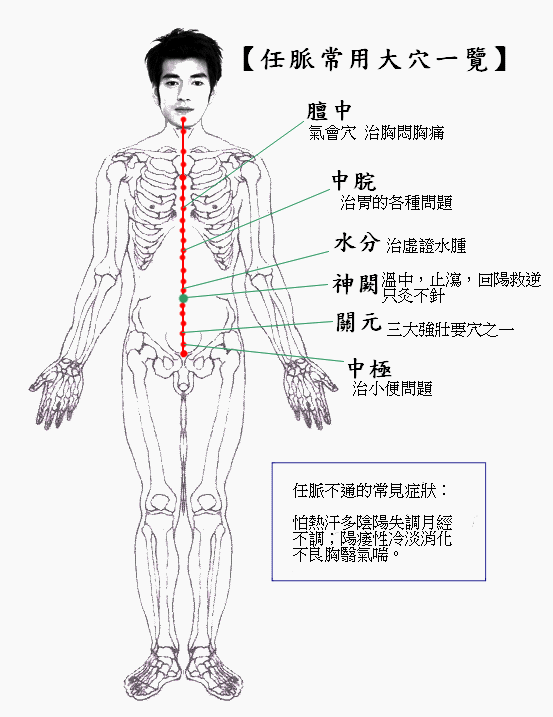 【任脈常用大穴一覽】
膻中
氣會穴 治胸悶胸痛
中脘
治胃的各種問題
水分 治虛證水腫
神闕 溫中，止瀉，回陽救逆
只灸不針
關元 三大強壯要穴之一
中極
治小便問題
任脈不通的常見症狀：
怕熱汗多陰陽失調月經
不調；陽痿性冷淡消化
不良胸醫氣喘。